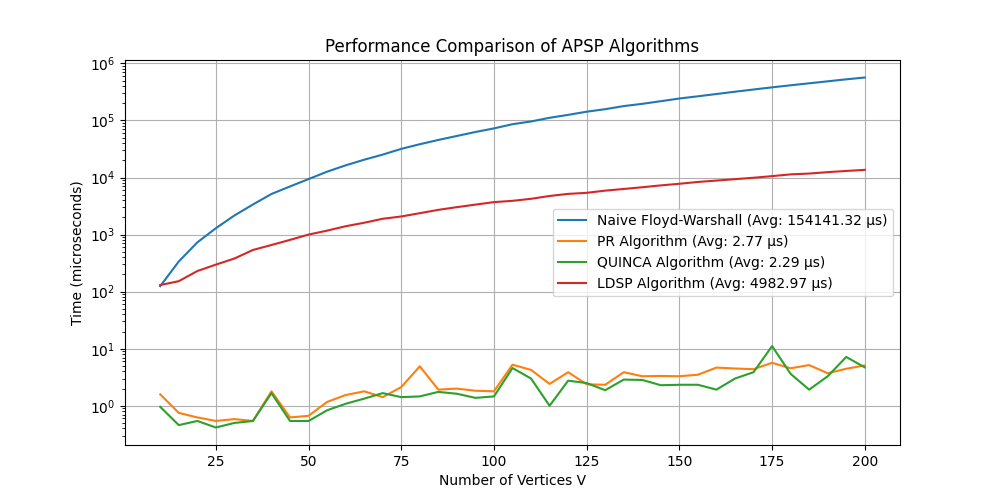 Performance Comparison of APSP Algorithms
Time (microseconds)
10^6
10^5
10^4
10^3
10^2
10^1
10^0
Naive Floyd-Warshall (Avg: 154141.32 µs)
PR Algorithm (Avg: 2.77 µs)
QUINCA Algorithm (Avg: 2.29 µs)
LDSP Algorithm (Avg: 4982.97 µs)
25 50 75 100 125 150 175 200
Number of Vertices V